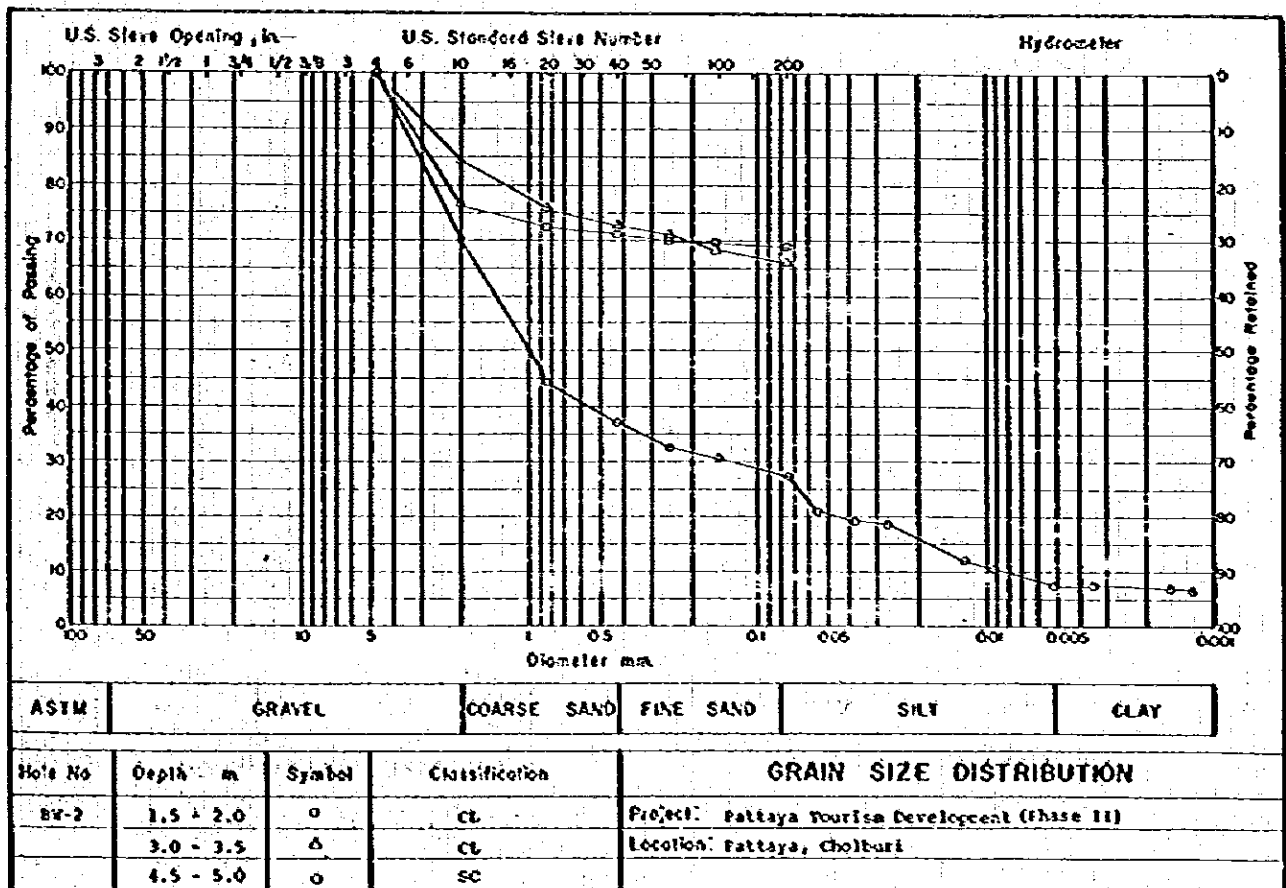 U.S. Sieve Opening, in U.S. Standard Sieve Number Hydrometer
3 2 1½ 1 3/4 1/2 3/8 3 4 6 10 16 20 30 40 50 100 200
100 90 80 70 60 50 40 30 20 10 0
Percentage of Passing
0 10 20 30 40 50 60 70 80 90 100
Percentage Retained
100 50 10 5 1 0.5 0.1 0.05 0.01 0.005 0.001
Diameter mm.
ASTM GRAVEL COARSE SAND FINE SAND SILT CLAY
Hole No Depth - m Symbol Classification GRAIN SIZE DISTRIBUTION
BW-2 1.5 - 2.0 CL Project: Pattaya Tourism Development (Phase II)
3.0 - 3.5 CL Location: Pattaya, Cholburi
4.5 - 5.0 SC